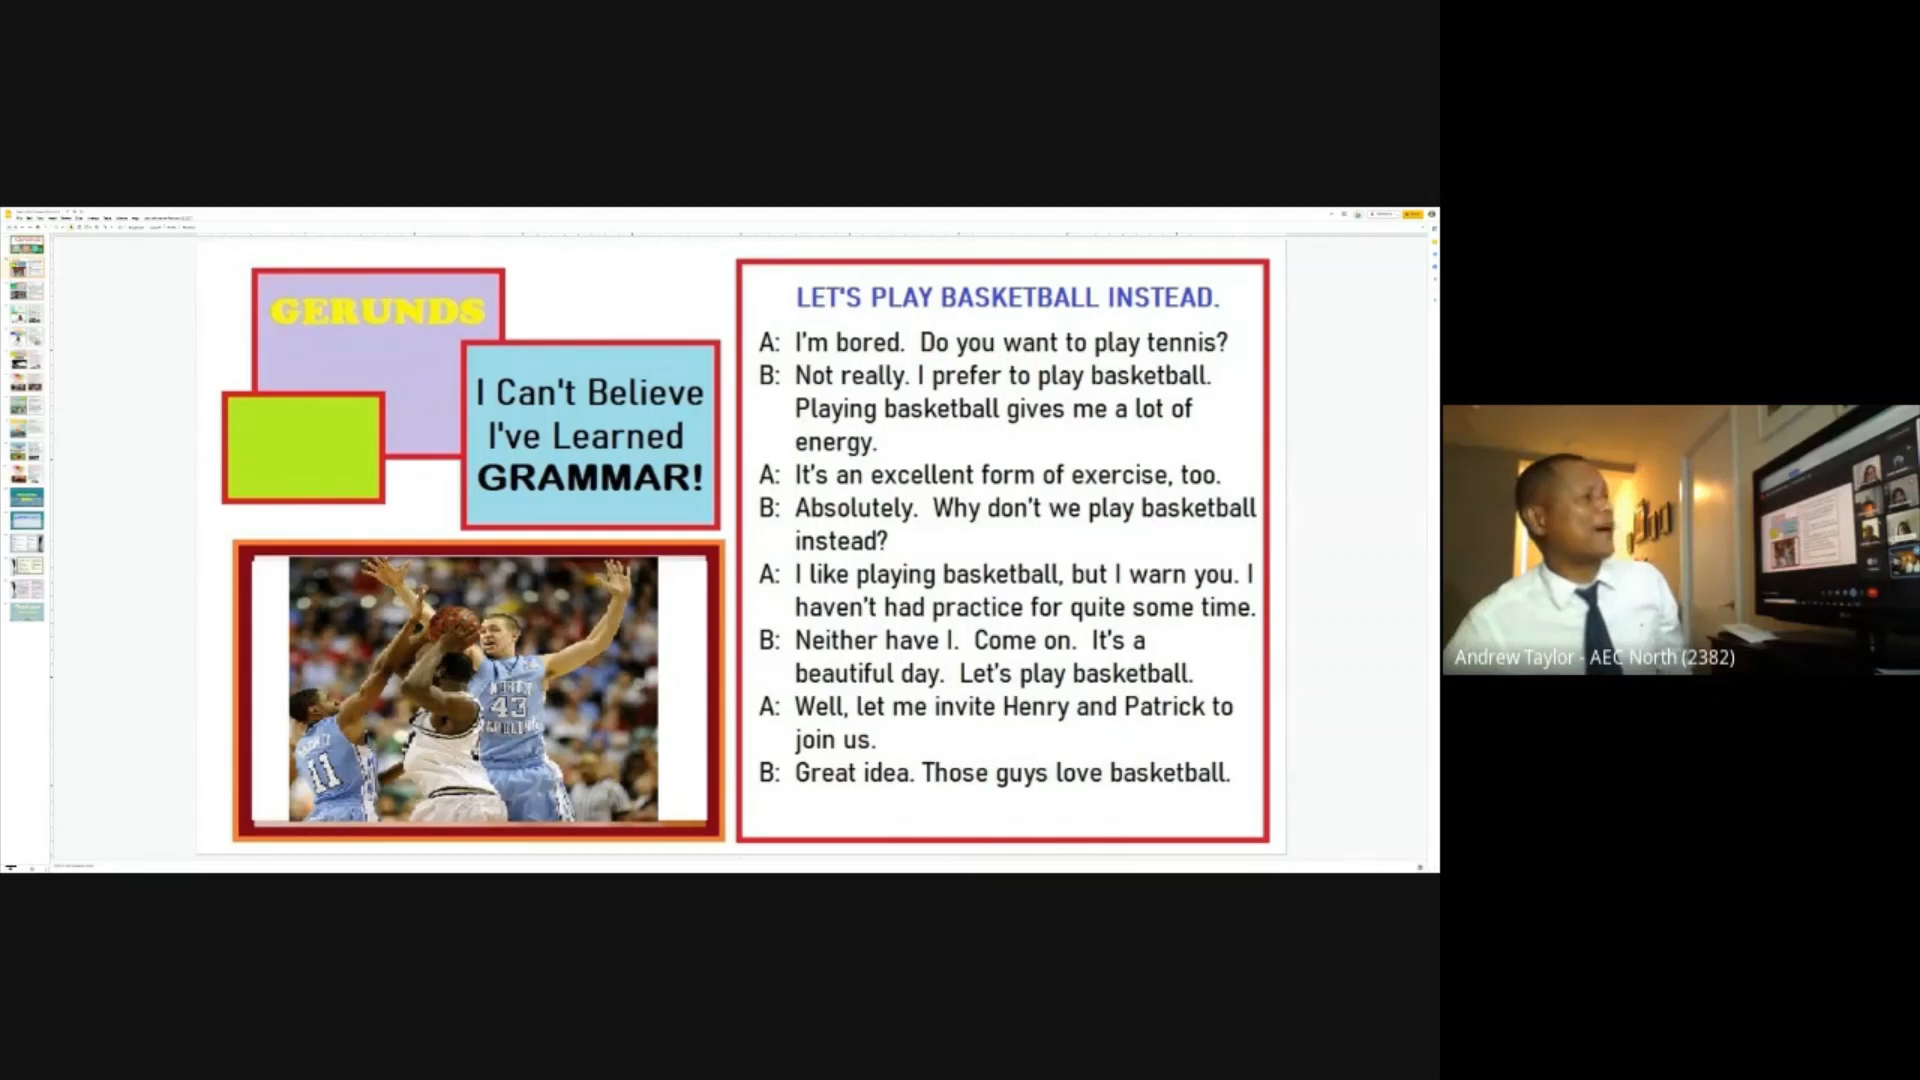 GERUNDS
I Can't Believe
I've Learned
GRAMMAR!
LET'S PLAY BASKETBALL INSTEAD.
A: I'm bored. Do you want to play tennis?
B: Not really. I prefer to play basketball.
Playing basketball gives me a lot of
energy.
A: It's an excellent form of exercise, too.
B: Absolutely. Why don't we play basketball
instead?
A: I like playing basketball, but I warn you. I
haven't had practice for quite some time.
B: Neither have I. Come on. It's a
beautiful day. Let's play basketball.
A: Well, let me invite Henry and Patrick to
join us.
B: Great idea. Those guys love basketball.
11
43
Andrew Taylor - AEC North (2382)